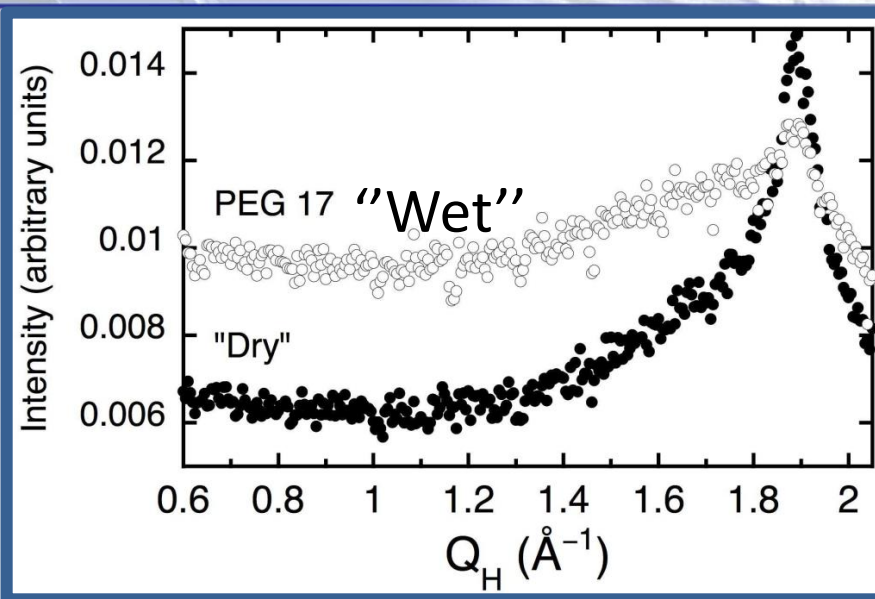 Intensity (arbitrary units)
0.014
0.012
0.01
0.008
0.006
PEG 17 ‘’Wet’’
"Dry"
0.6 0.8 1 1.2 1.4 1.6 1.8 2
Q_H (Å⁻¹)